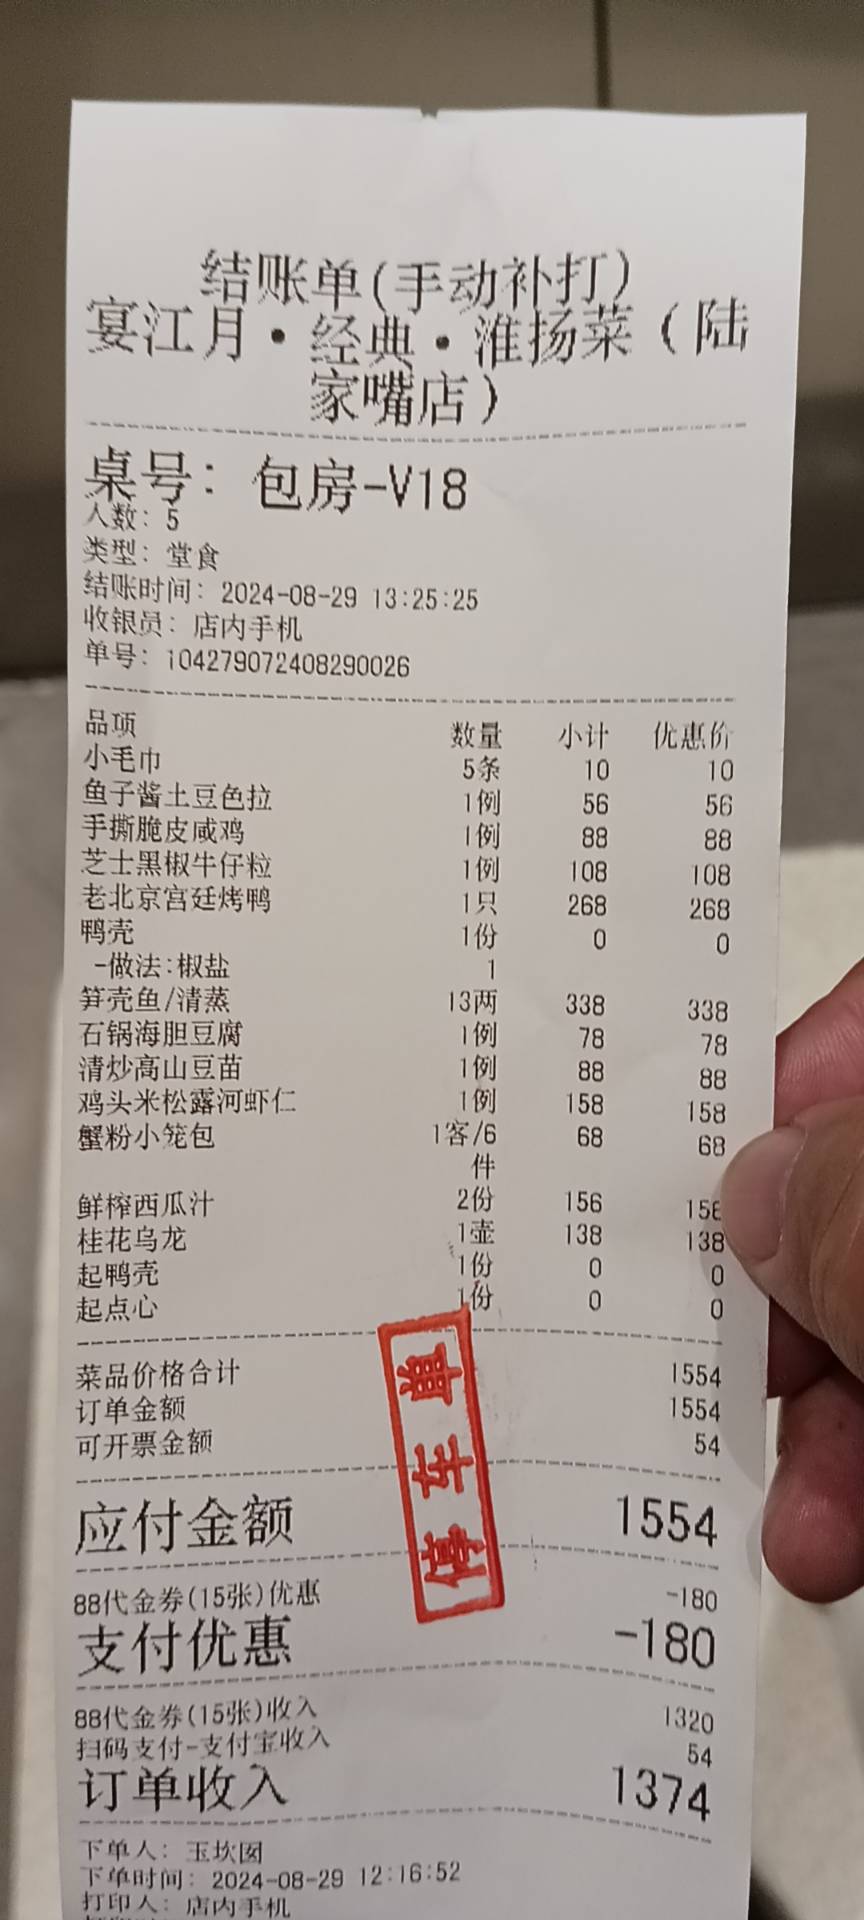 结账单(手动补打)
宴江月·经典·淮扬菜(陆
家嘴店)
桌号: 包房-V18
人数: 5
类型: 堂食
结账时间: 2024-08-29 13:25:25
收银员: 店内手机
单号: 104279072408290026
品项 数量 小计 优惠价
小毛巾 5条 10 10
鱼子酱土豆色拉 1例 56 56
手撕脆皮咸鸡 1例 88 88
芝士黑椒牛仔粒 1例 108 108
老北京宫廷烤鸭 1只 268 268
鸭壳 1份 0 0
-做法:椒盐 1
笋壳鱼/清蒸 13两 338 338
石锅海胆豆腐 1例 78 78
清炒高山豆苗 1例 88 88
鸡头米松露河虾仁 1例 158 158
蟹粉小笼包 1客/6 68 68
件
鲜榨西瓜汁 2份 156 156
桂花乌龙 1壶 138 138
起鸭壳 1份 0 0
起点心 1份 0 0
菜品价格合计 1554
订单金额 1554
可开票金额 54
停车单
应付金额 1554
88代金券(15张)优惠 -180
支付优惠 -180
88代金券(15张)收入 1320
扫码支付-支付宝收入 54
订单收入 1374
下单人: 玉坎囡
下单时间: 2024-08-29 12:16:52
打印人: 店内手机